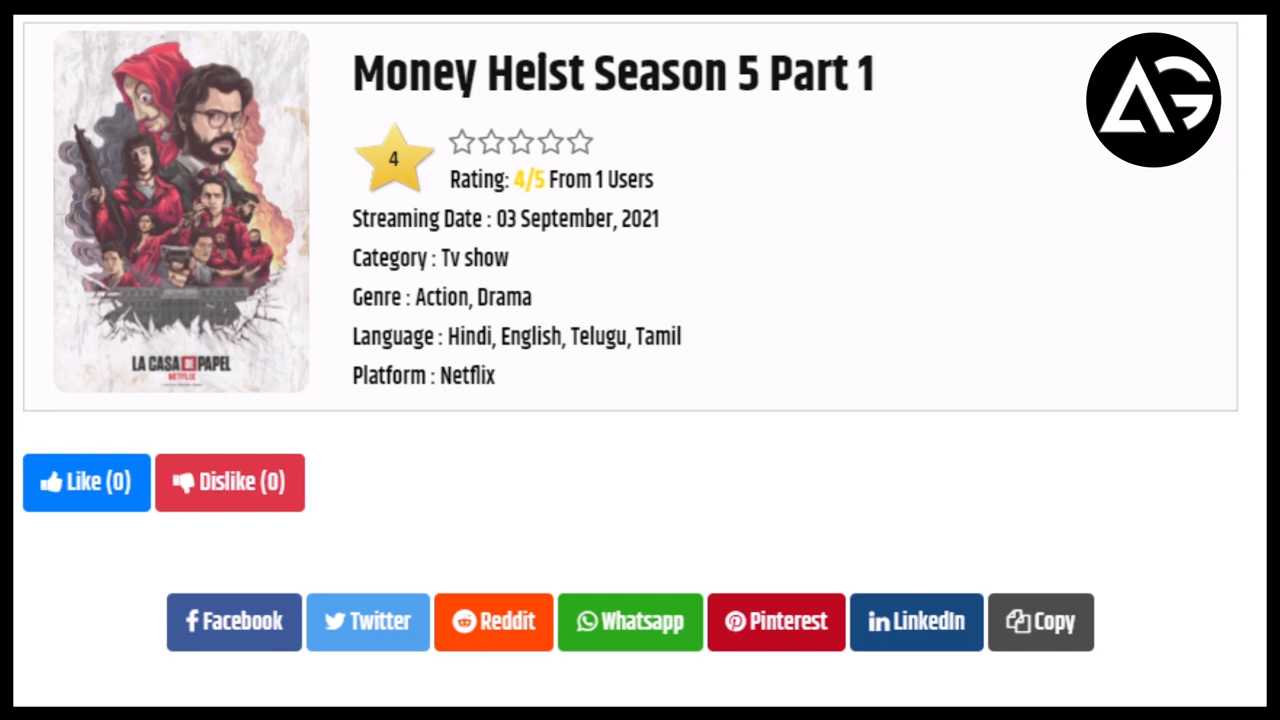 Money Heist Season 5 Part 1
4
Rating: 4/5 From 1 Users
Streaming Date : 03 September, 2021
Category : Tv show
Genre : Action, Drama
Language : Hindi, English, Telugu, Tamil
Platform : Netflix
LA CASA PAPEL
NETFLIX
AG
Like (0) Dislike (0)
Facebook Twitter Reddit Whatsapp Pinterest LinkedIn Copy